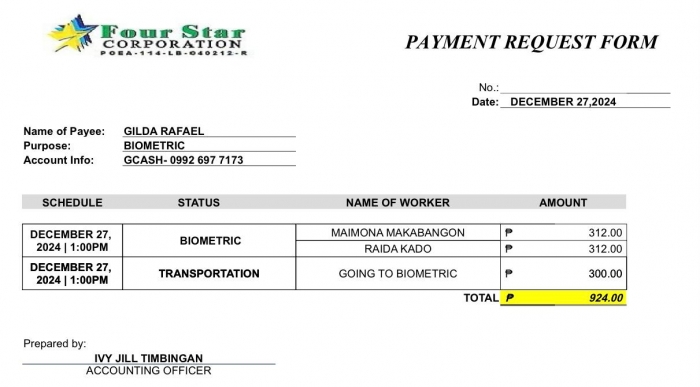 Four Star
CORPORATION
POEA-114-LB-040212-R
PAYMENT REQUEST FORM
No.:
Date: DECEMBER 27,2024
Name of Payee: GILDA RAFAEL
Purpose: BIOMETRIC
Account Info: GCASH- 0992 697 7173
SCHEDULE STATUS NAME OF WORKER AMOUNT
DECEMBER 27, 2024 | 1:00PM BIOMETRIC MAIMONA MAKABANGON ₱ 312.00
RAIDA KADO ₱ 312.00
DECEMBER 27, 2024 | 1:00PM TRANSPORTATION GOING TO BIOMETRIC ₱ 300.00
TOTAL ₱ 924.00
Prepared by:
IVY JILL TIMBINGAN
ACCOUNTING OFFICER